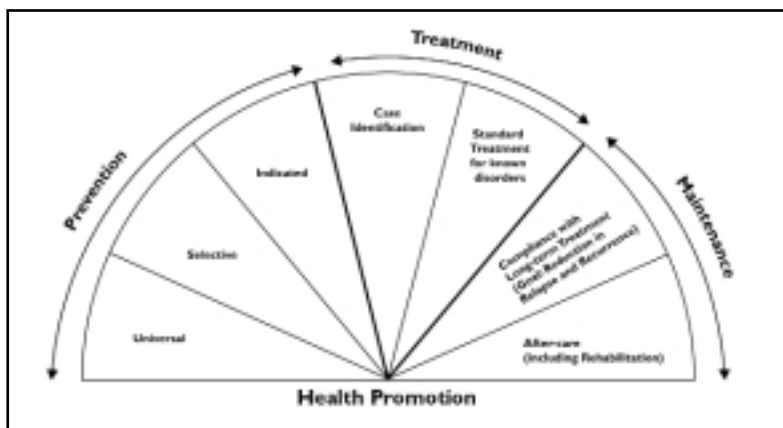 Treatment
Prevention
Maintenance
Case
Identification
Standard
Treatment
for known
disorders
Indicated
Selective
Universal
Compliance with
Long-term Treatment
(Goal: Reduction in
Relapse and Recurrence)
After-care
(Including Rehabilitation)
Health Promotion